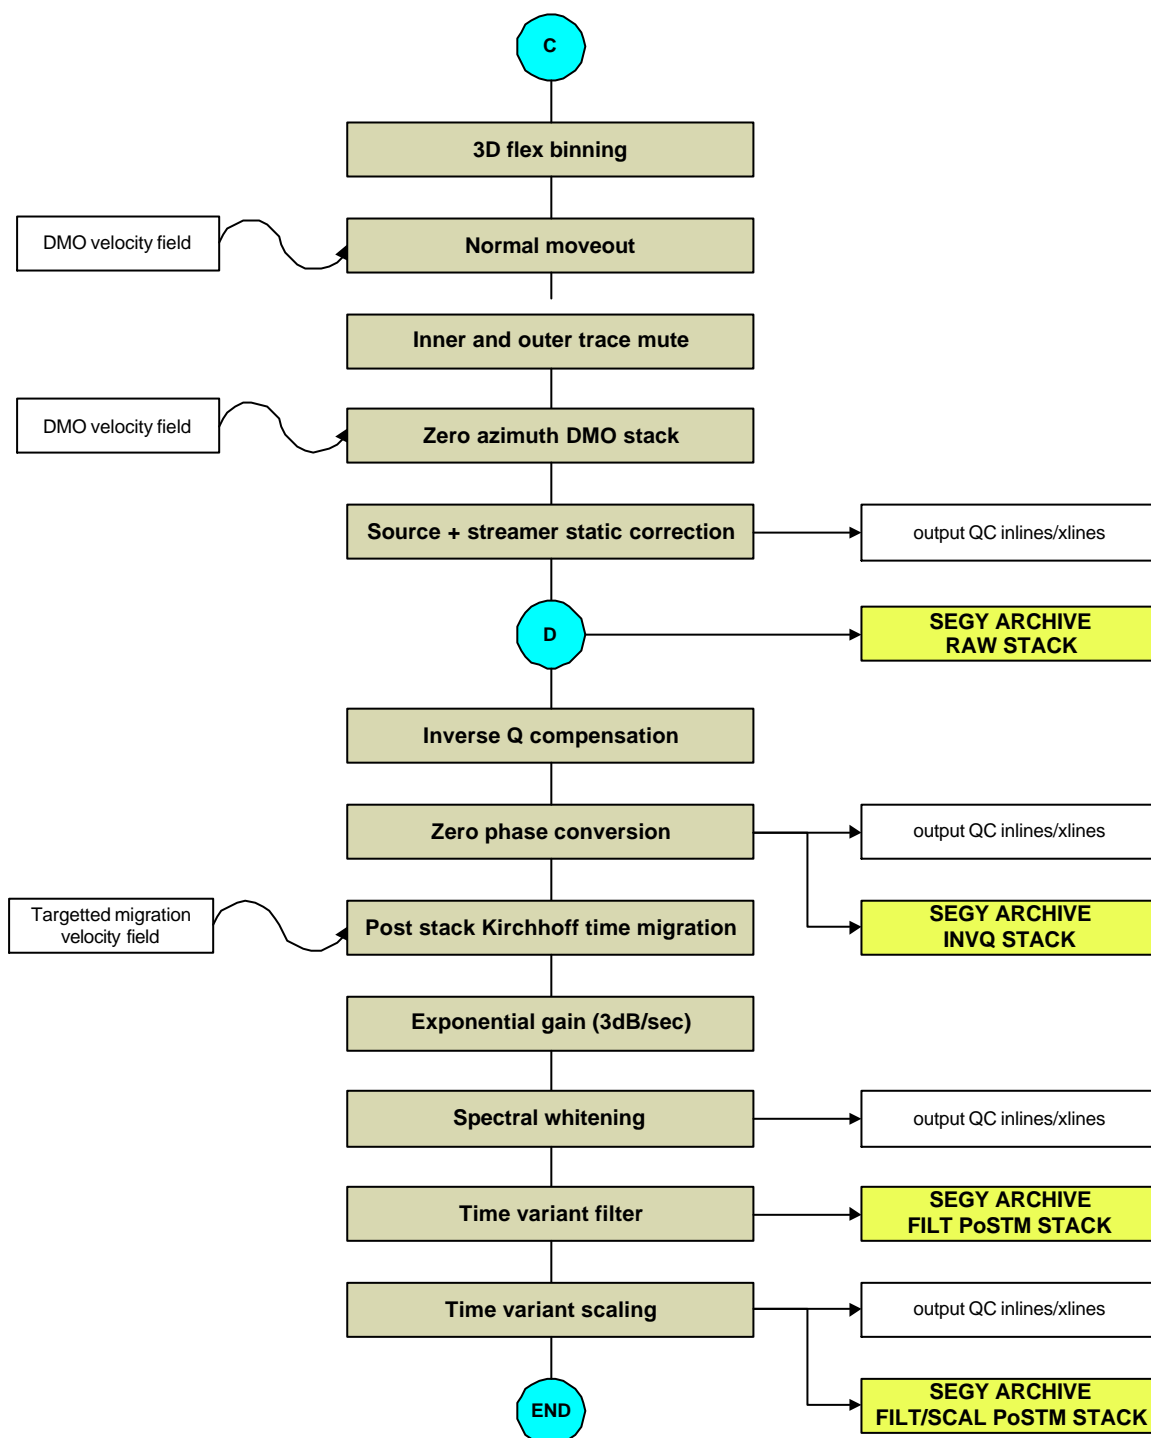 C
3D flex binning
DMO velocity field
Normal moveout
Inner and outer trace mute
DMO velocity field
Zero azimuth DMO stack
Source + streamer static correction
output QC inlines/xlines
D
SEGY ARCHIVE
RAW STACK
Inverse Q compensation
Zero phase conversion
output QC inlines/xlines
Targetted migration
velocity field
Post stack Kirchhoff time migration
SEGY ARCHIVE
INVQ STACK
Exponential gain (3dB/sec)
Spectral whitening
output QC inlines/xlines
Time variant filter
SEGY ARCHIVE
FILT PoSTM STACK
Time variant scaling
output QC inlines/xlines
END
SEGY ARCHIVE
FILT/SCAL PoSTM STACK